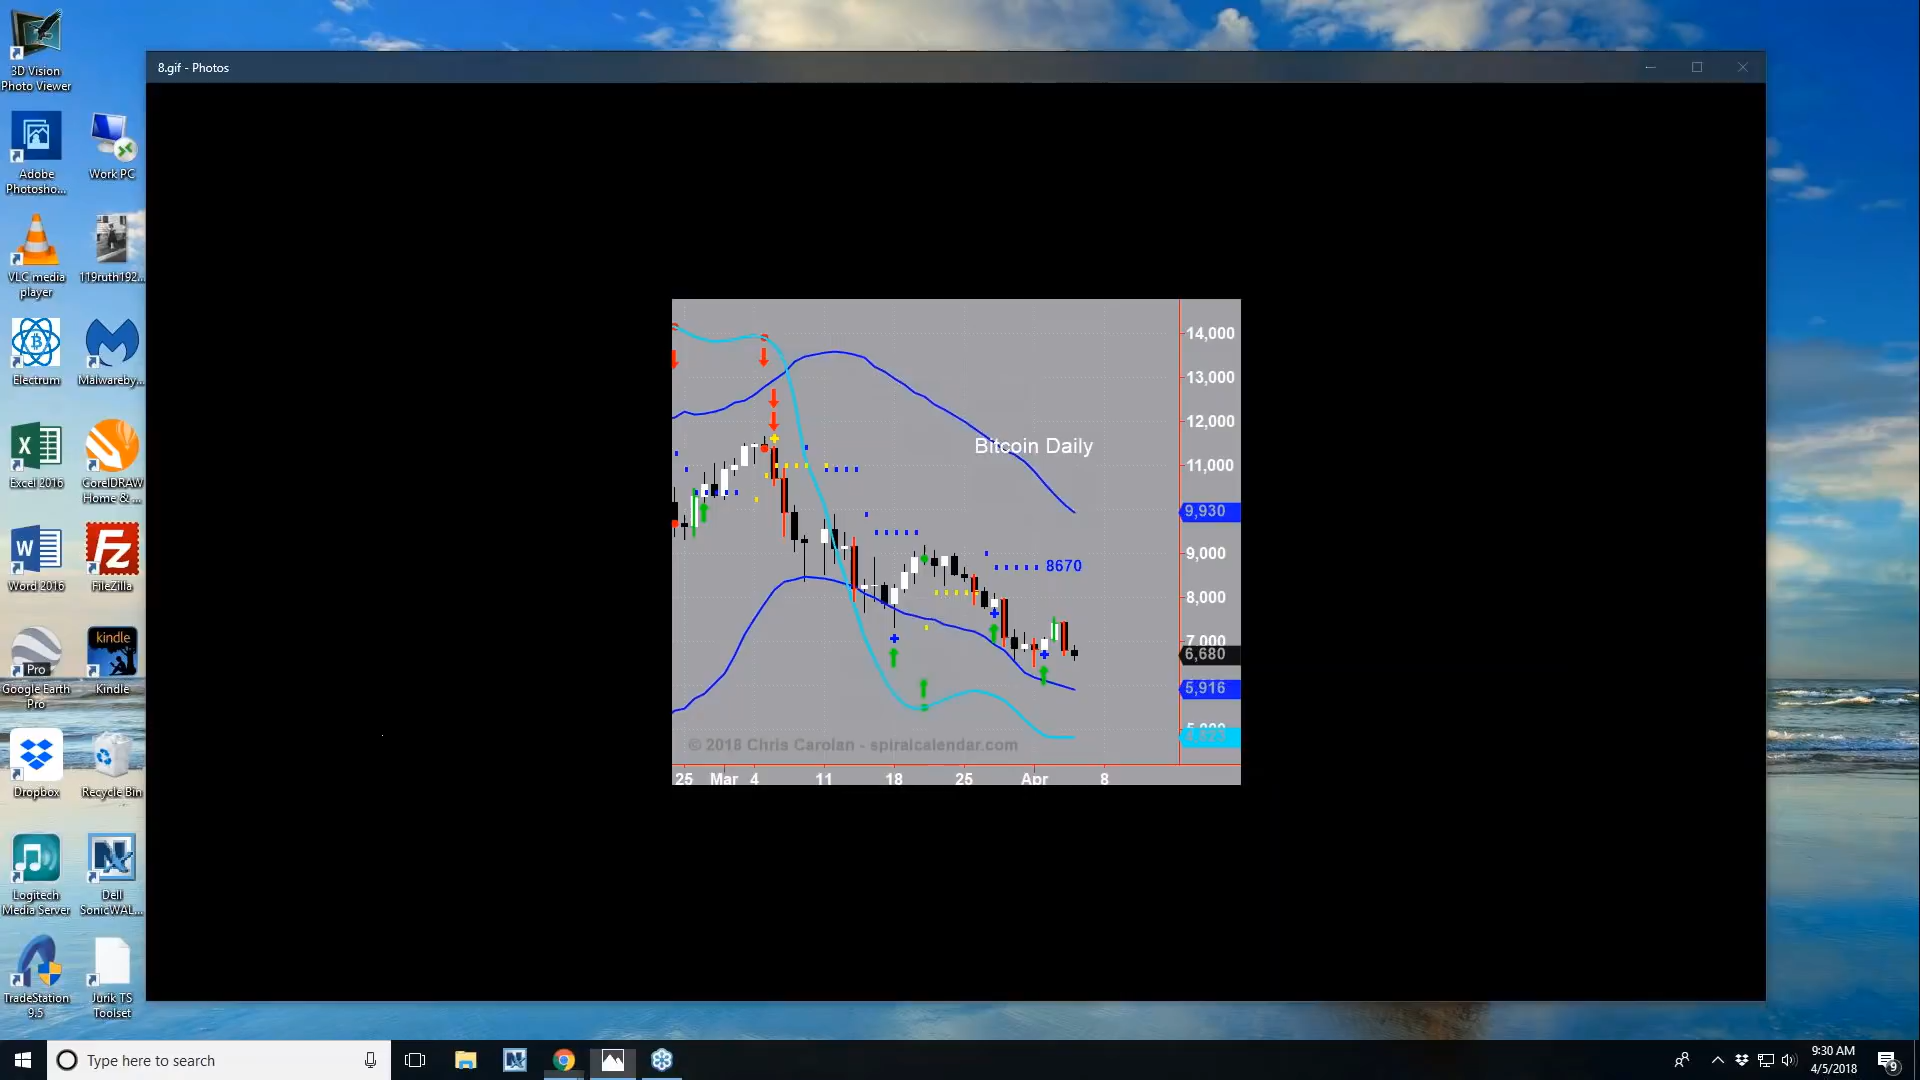 8.gif - Photos
3D Vision
Photo Viewer
Adobe
Photosho...
Work PC
VLC media
player
119ruth192...
Electrum
Malwareby...
Excel 2016
CorelDRAW
Home & ...
Word 2016
FileZilla
Pro
Google Earth
Pro
kindle
Kindle
Dropbox
Recycle Bin
Logitech
Media Server
Dell
SonicWAL...
TradeStation
9.5
Jurik TS
Toolset
Bitcoin Daily
8670
14,000
13,000
12,000
11,000
9,930
9,000
8,000
7,000
6,680
5,916
© 2018 Chris Carolan - spiralcalendar.com
25 Mar 4 11 18 25 Apr 8
Type here to search
9:30 AM
4/5/2018
9